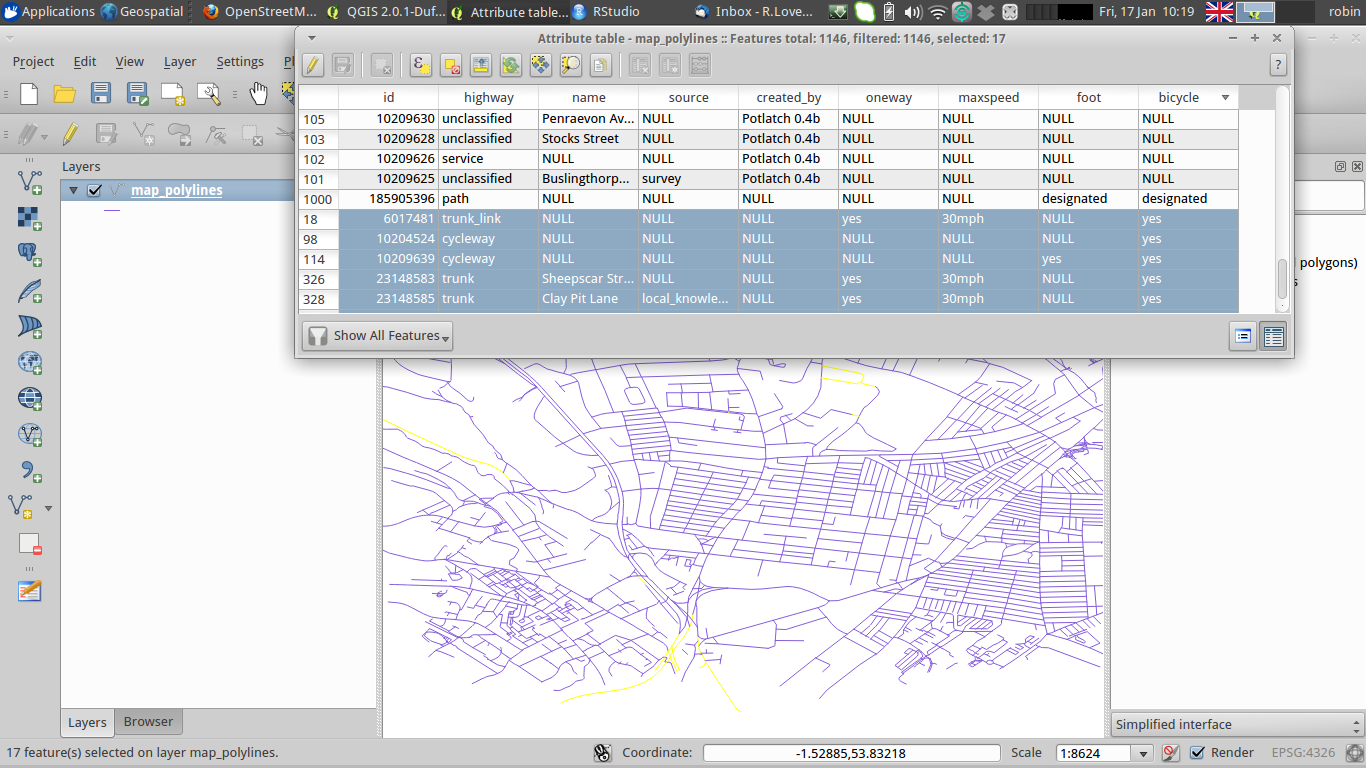 Applications Geospatial OpenStreetM... QGIS 2.0.1-Duf... Attribute table... RStudio Inbox - R.Love... Fri, 17 Jan 10:19 robin
Attribute table - map_polylines :: Features total: 1146, filtered: 1146, selected: 17
Project Edit View Layer Settings
?
id highway name source created_by oneway maxspeed foot bicycle
105 10209630 unclassified Penraevon Av... NULL Potlatch 0.4b NULL NULL NULL NULL
103 10209628 unclassified Stocks Street NULL Potlatch 0.4b NULL NULL NULL NULL
102 10209626 service NULL NULL Potlatch 0.4b NULL NULL NULL NULL
101 10209625 unclassified Buslingthorp... survey Potlatch 0.4b NULL NULL NULL NULL
1000 185905396 path NULL NULL NULL NULL NULL designated designated
18 6017481 trunk_link NULL NULL NULL yes 30mph NULL yes
98 10204524 cycleway NULL NULL NULL NULL NULL NULL yes
114 10209639 cycleway NULL NULL NULL NULL NULL yes yes
326 23148583 trunk Sheepscar Str... NULL NULL yes 30mph NULL yes
328 23148585 trunk Clay Pit Lane local_knowle... NULL yes 30mph NULL yes
Show All Features
Layers
map_polylines
polygons)
Layers Browser
Simplified interface
17 feature(s) selected on layer map_polylines. Coordinate: -1.52885,53.83218 Scale 1:8624 Render EPSG:4326